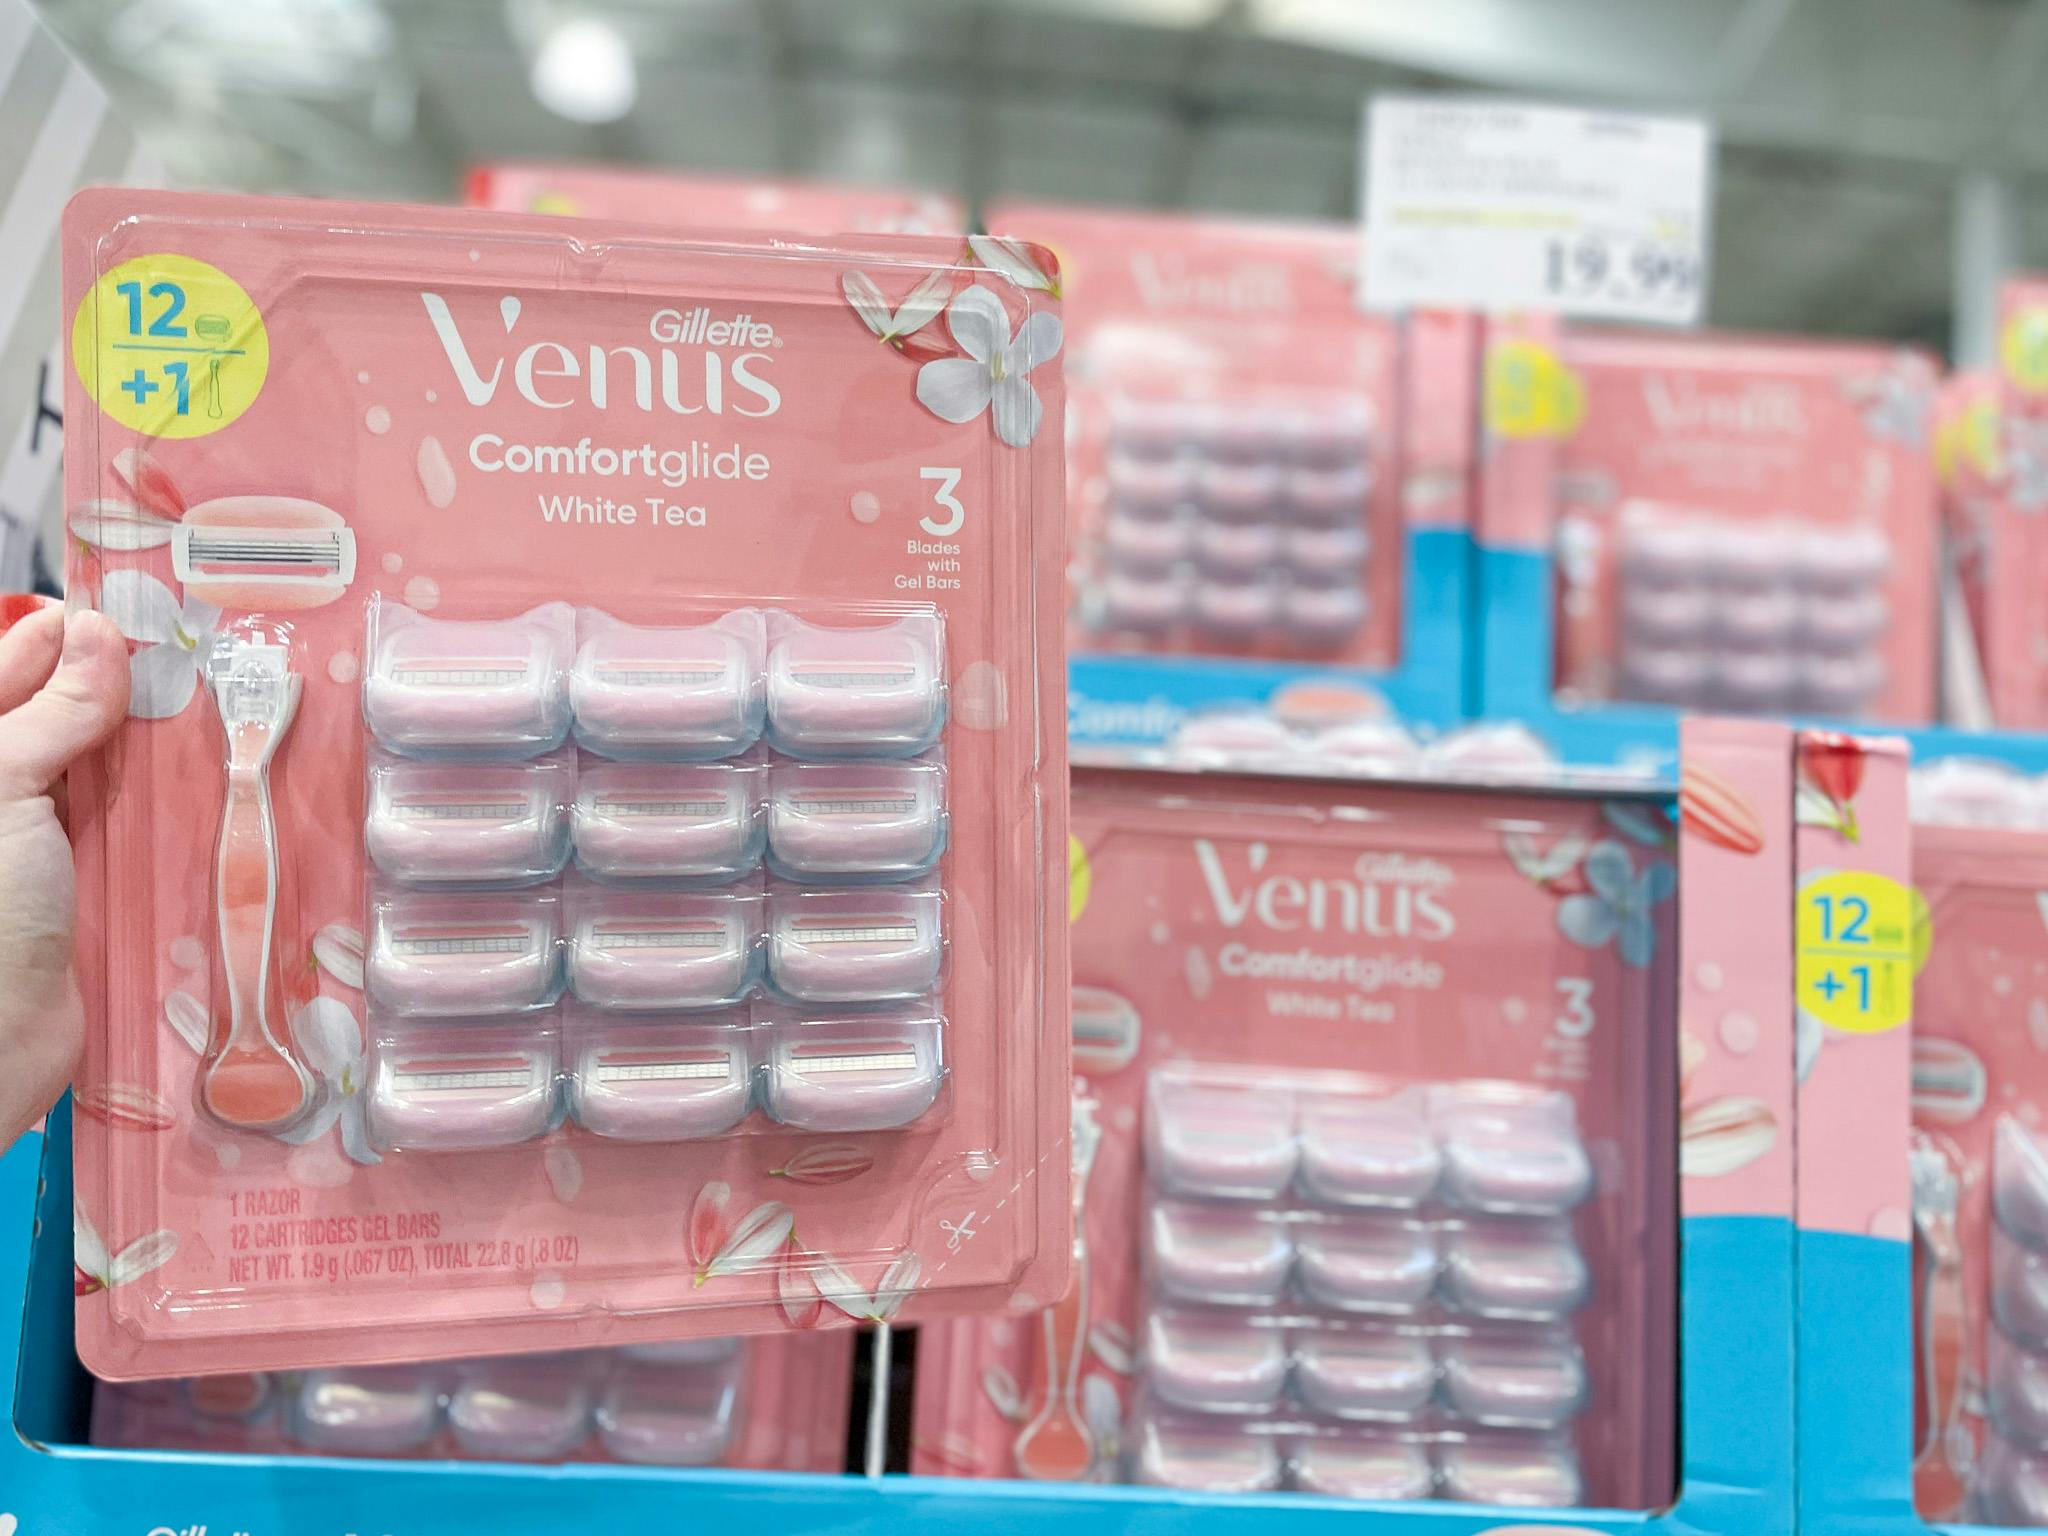 12
+1
Gillette®
Venus
Comfortglide
White Tea
3
Blades
with
Gel Bars
1 RAZOR
12 CARTRIDGES GEL BARS
NET WT. 1.9 g (.067 OZ), TOTAL 22.8 g (.8 OZ)
19.99
Venus
Venus
Gillette
Venus
Comfortglide
White Tea
3
12
+1